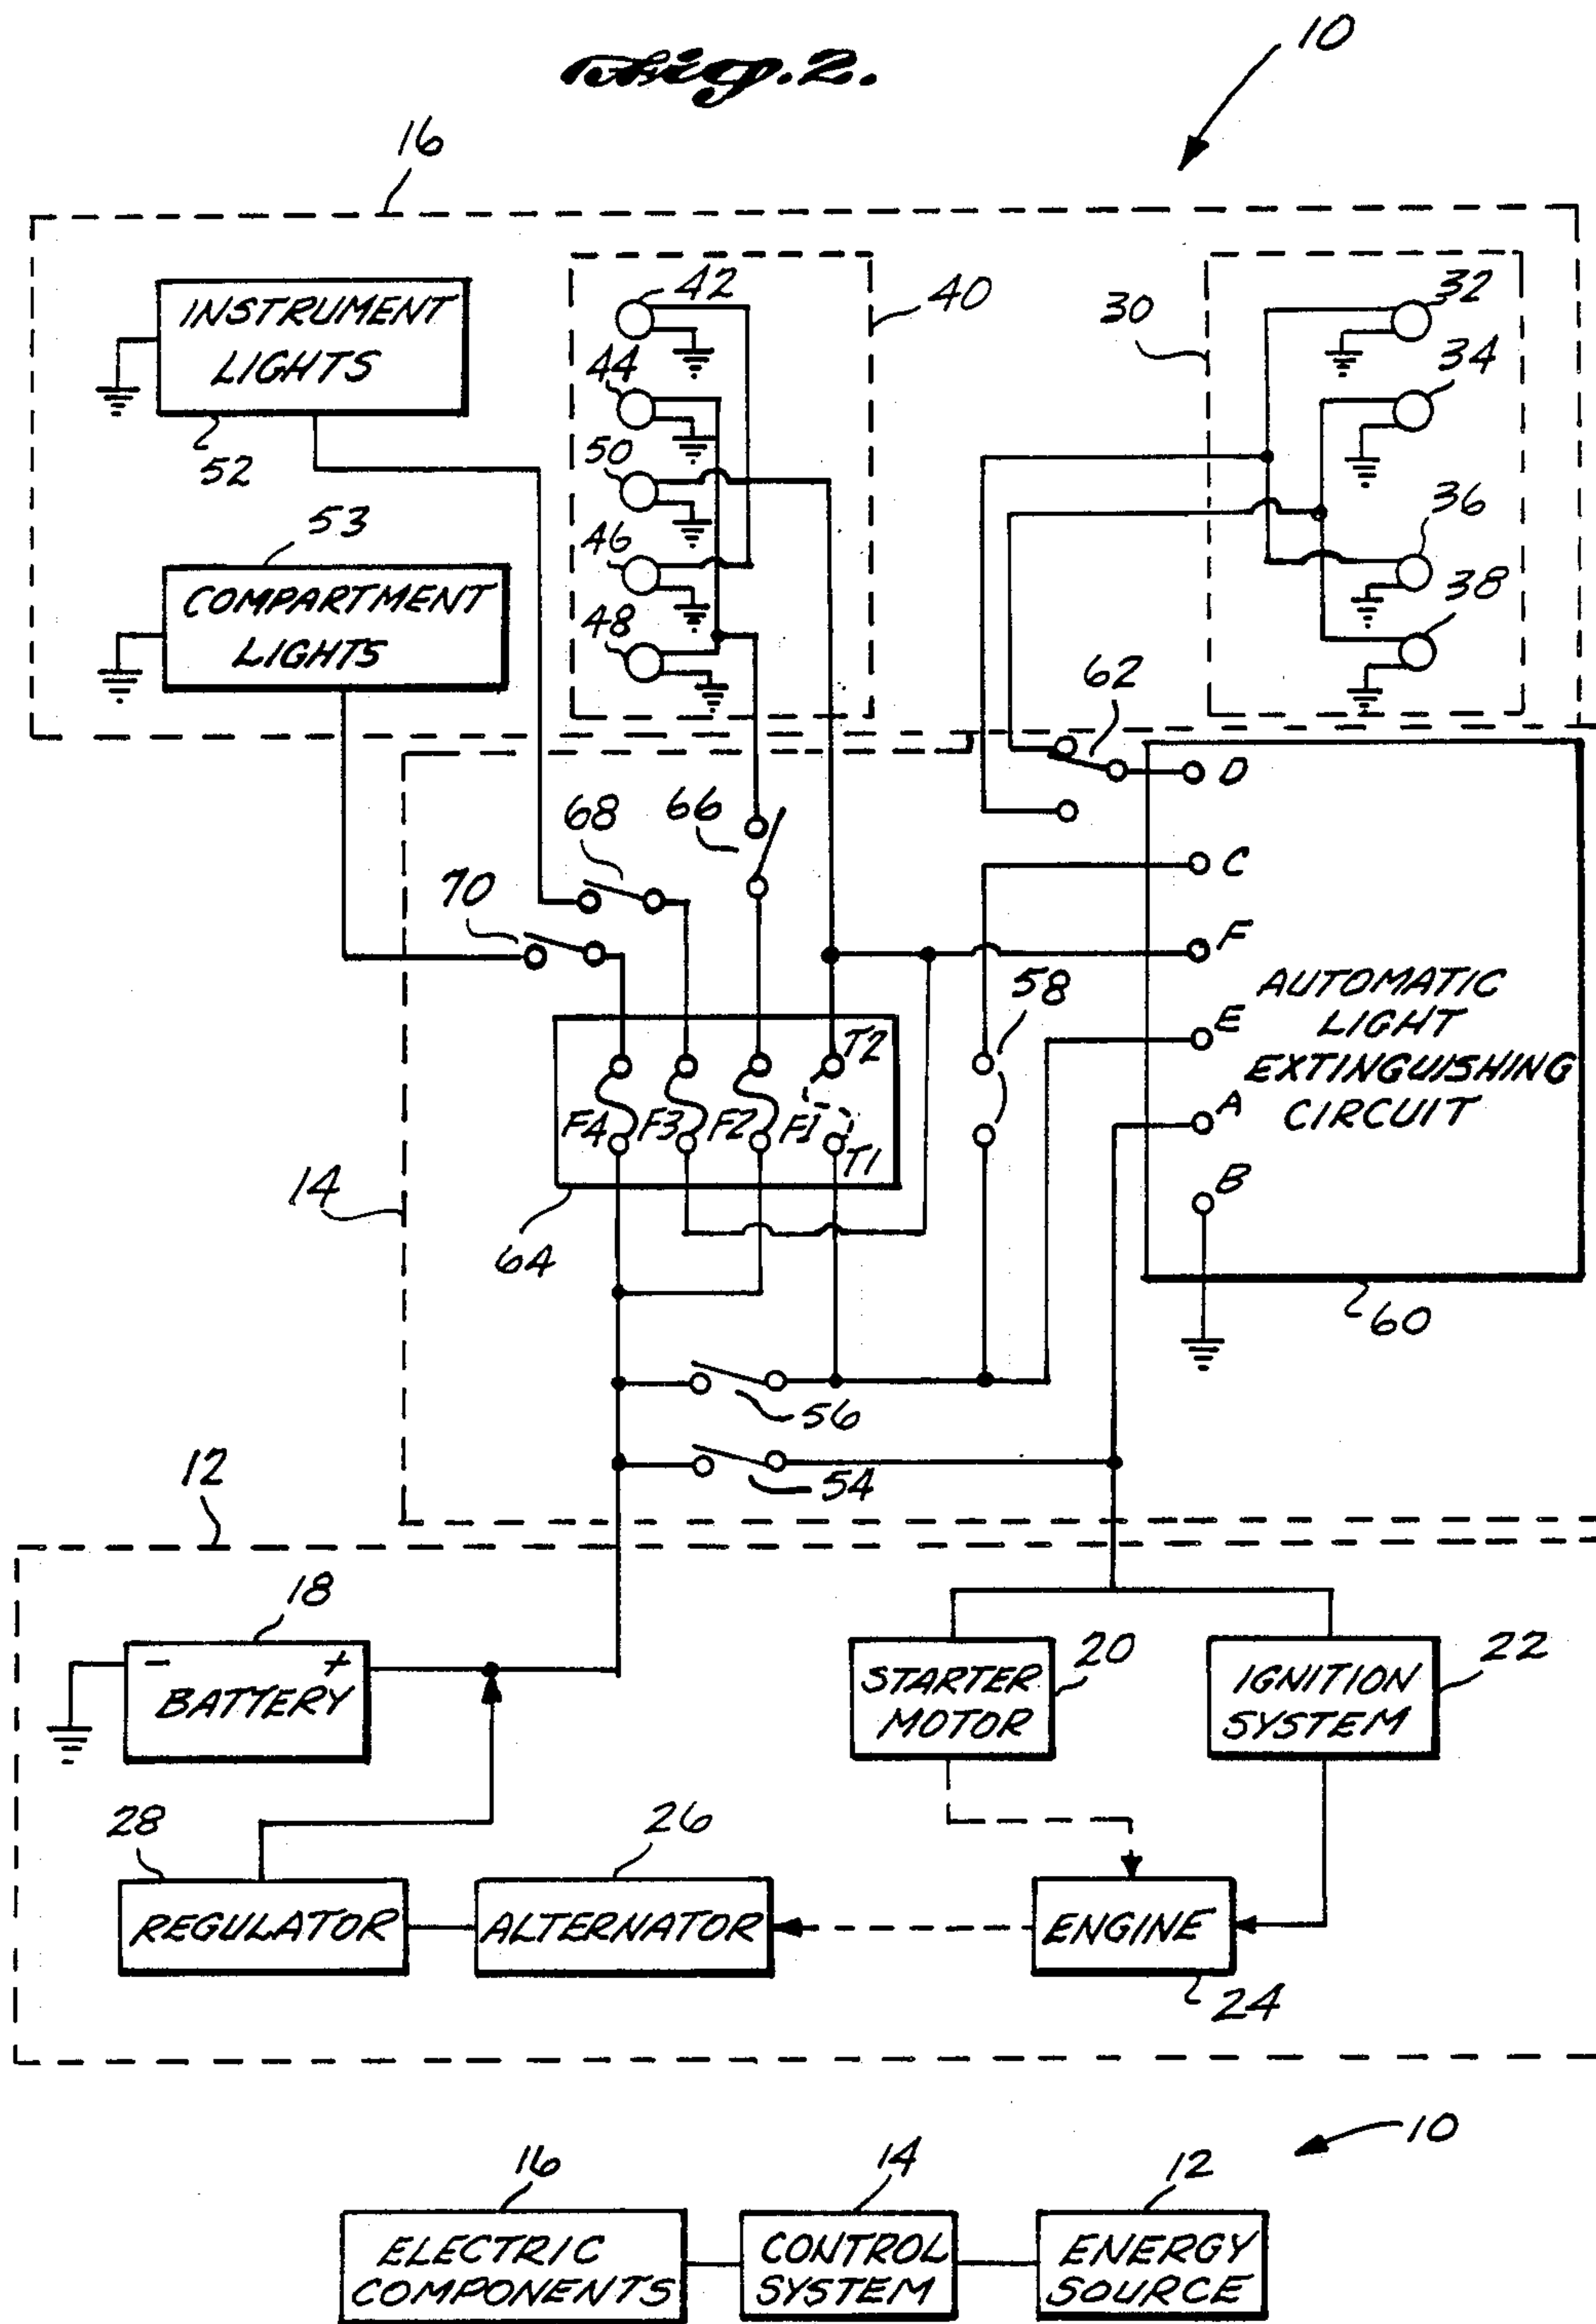 Fig. 2.
10
16
INSTRUMENT
LIGHTS
52
53
COMPARTMENT
LIGHTS
42
44
50
46
48
40
30
32
34
36
38
62
D
C
F
E
A
B
AUTOMATIC
LIGHT
EXTINGUISHING
CIRCUIT
60
66
68
70
58
T2
F4 F3 F2 F1
T1
64
14
56
54
12
18
- +
BATTERY
STARTER
MOTOR
20
IGNITION
SYSTEM
22
28
REGULATOR
26
ALTERNATOR
ENGINE
24
10
16
ELECTRIC
COMPONENTS
14
CONTROL
SYSTEM
12
ENERGY
SOURCE